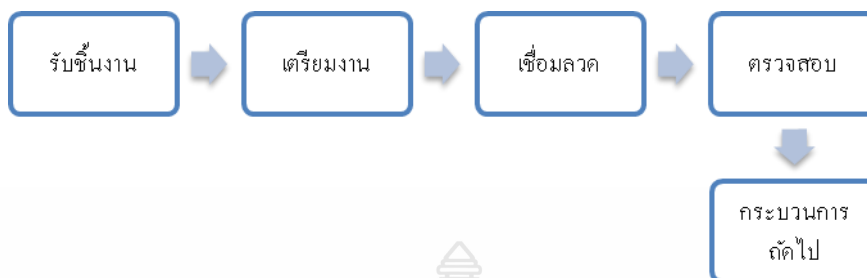 รับชิ้นงาน
เตรียมงาน
เชื่อมลวด
ตรวจสอบ
กระบวนการ
ถัดไป